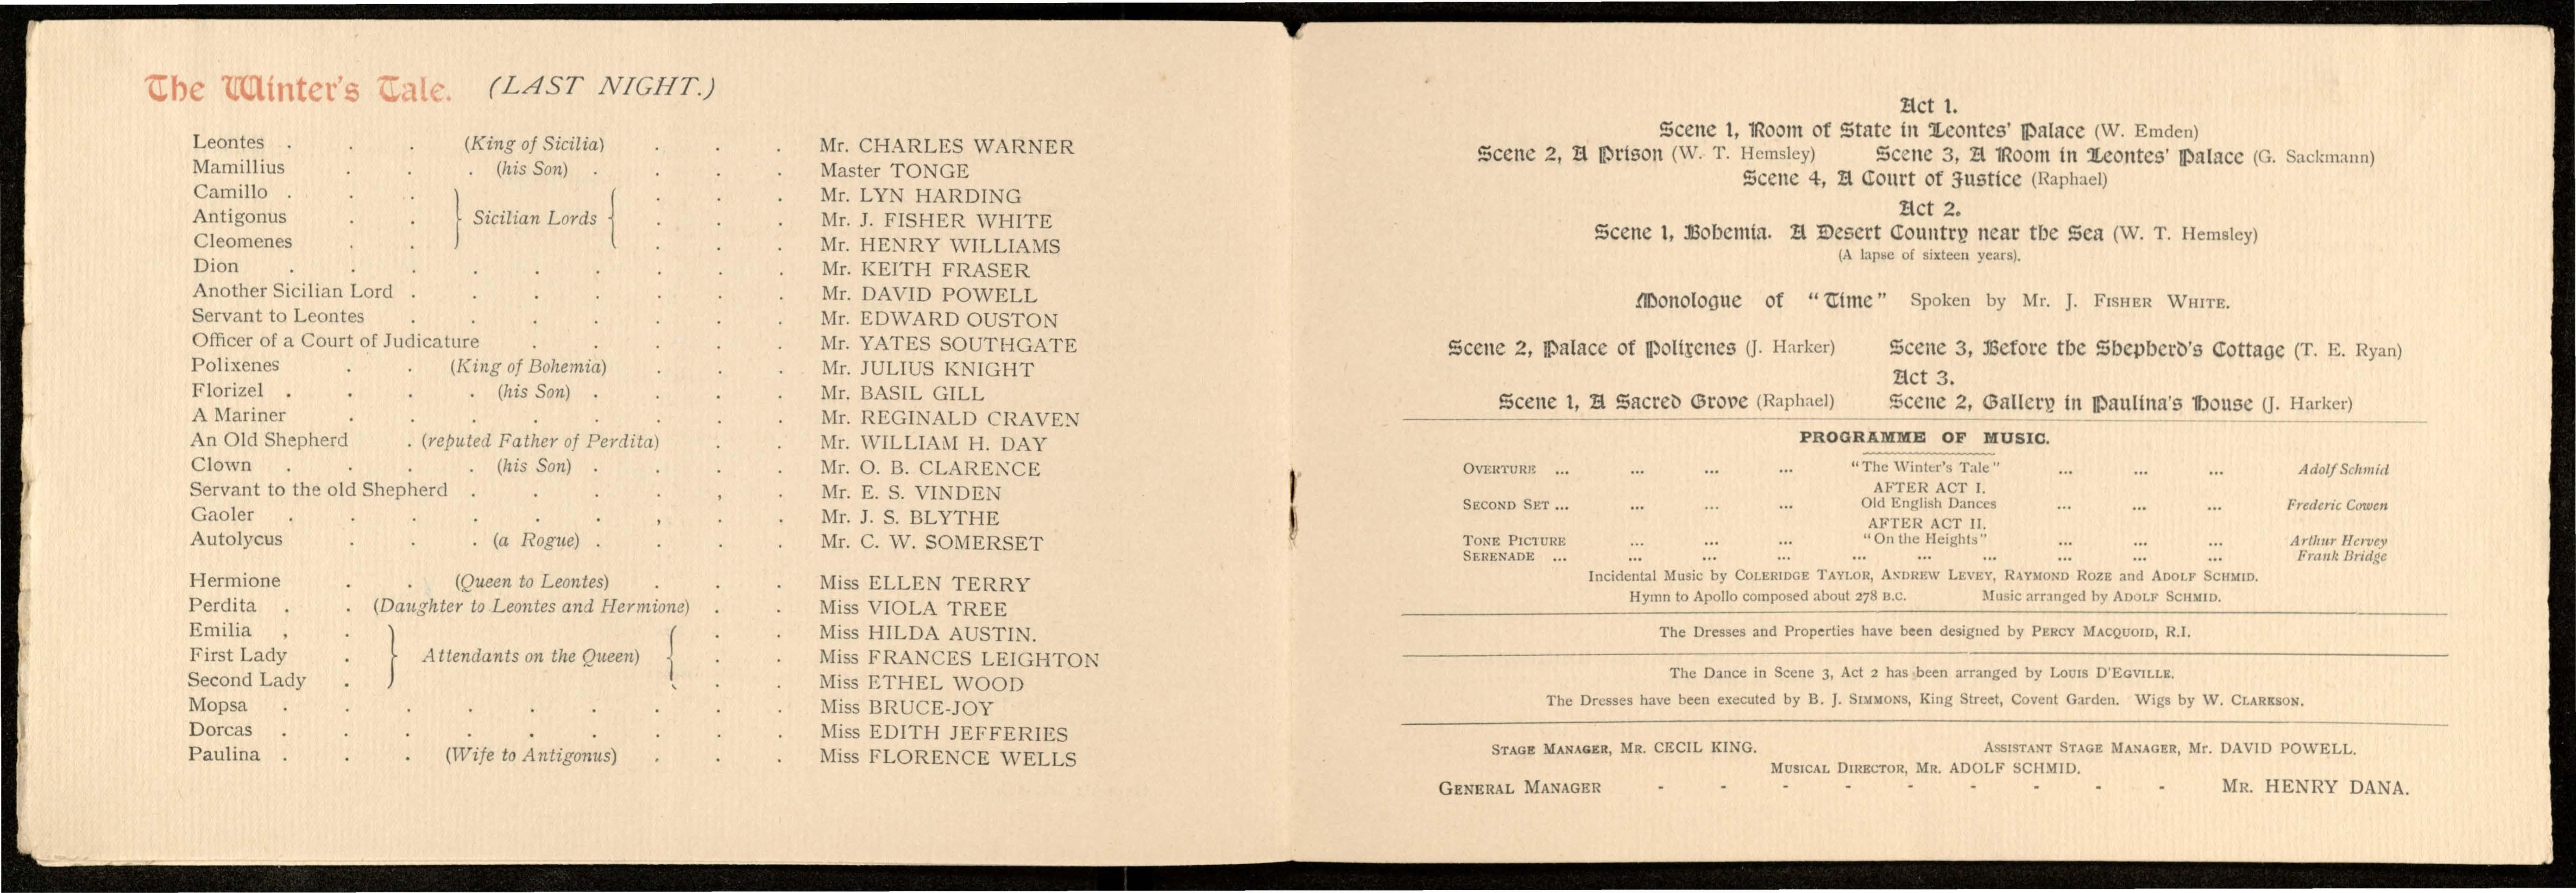 The Winter's Tale. (LAST NIGHT.)
Leontes . . . (King of Sicilia) . . . Mr. CHARLES WARNER
Mamillius . . . (his Son) . . . . Master TONGE
Camillo . . . . . . Mr. LYN HARDING
Antigonus . . } Sicilian Lords { . . . Mr. J. FISHER WHITE
Cleomenes . . . . . Mr. HENRY WILLIAMS
Dion . . . . . . . . . Mr. KEITH FRASER
Another Sicilian Lord . . . . . . . Mr. DAVID POWELL
Servant to Leontes . . . . . . . Mr. EDWARD OUSTON
Officer of a Court of Judicature . . . . . Mr. YATES SOUTHGATE
Polixenes . . (King of Bohemia) . . . Mr. JULIUS KNIGHT
Florizel . . . . (his Son) . . . . Mr. BASIL GILL
A Mariner . . . . . . . . Mr. REGINALD CRAVEN
An Old Shepherd . (reputed Father of Perdita) . . Mr. WILLIAM H. DAY
Clown . . . . (his Son) . . . . Mr. O. B. CLARENCE
Servant to the old Shepherd . . . . , . Mr. E. S. VINDEN
Gaoler . . . . . . , . . Mr. J. S. BLYTHE
Autolycus . . . (a Rogue) . . . . Mr. C. W. SOMERSET
Hermione . . (Queen to Leontes) . . . Miss ELLEN TERRY
Perdita . . (Daughter to Leontes and Hermione) . . Miss VIOLA TREE
Emilia , . . . Miss HILDA AUSTIN.
First Lady . } Attendants on the Queen) { . . Miss FRANCES LEIGHTON
Second Lady . . . Miss ETHEL WOOD
Mopsa . . . . . . . . . Miss BRUCE-JOY
Dorcas . . . . . . . . . Miss EDITH JEFFERIES
Paulina . . . (Wife to Antigonus) . . . Miss FLORENCE WELLS
Act 1.
Scene 1, Room of State in Leontes' Palace (W. Emden)
Scene 2, A Prison (W. T. Hemsley) Scene 3, A Room in Leontes' Palace (G. Sackmann)
Scene 4, A Court of Justice (Raphael)
Act 2.
Scene 1, Bohemia. A Desert Country near the Sea (W. T. Hemsley)
(A lapse of sixteen years).
Monologue of "Time" Spoken by Mr. J. FISHER WHITE.
Scene 2, Palace of Polixenes (J. Harker) Scene 3, Before the Shepherd's Cottage (T. E. Ryan)
Act 3.
Scene 1, A Sacred Grove (Raphael) Scene 2, Gallery in Paulina's House (J. Harker)
PROGRAMME OF MUSIC.
OVERTURE ... ... ... ... "The Winter's Tale" ... ... ... Adolf Schmid
AFTER ACT I.
SECOND SET ... ... ... ... Old English Dances ... ... ... Frederic Cowen
AFTER ACT II.
TONE PICTURE ... ... ... "On the Heights" ... ... ... Arthur Hervey
SERENADE ... ... ... ... ... ... ... ... ... ... Frank Bridge
Incidental Music by COLERIDGE TAYLOR, ANDREW LEVEY, RAYMOND ROZE and ADOLF SCHMID.
Hymn to Apollo composed about 278 B.C. Music arranged by ADOLF SCHMID.
The Dresses and Properties have been designed by PERCY MACQUOID, R.I.
The Dance in Scene 3, Act 2 has been arranged by LOUIS D'EGVILLE.
The Dresses have been executed by B. J. SIMMONS, King Street, Covent Garden. Wigs by W. CLARKSON.
STAGE MANAGER, MR. CECIL KING. ASSISTANT STAGE MANAGER, Mr. DAVID POWELL.
MUSICAL DIRECTOR, MR. ADOLF SCHMID.
GENERAL MANAGER - - - - - - - - - MR. HENRY DANA.